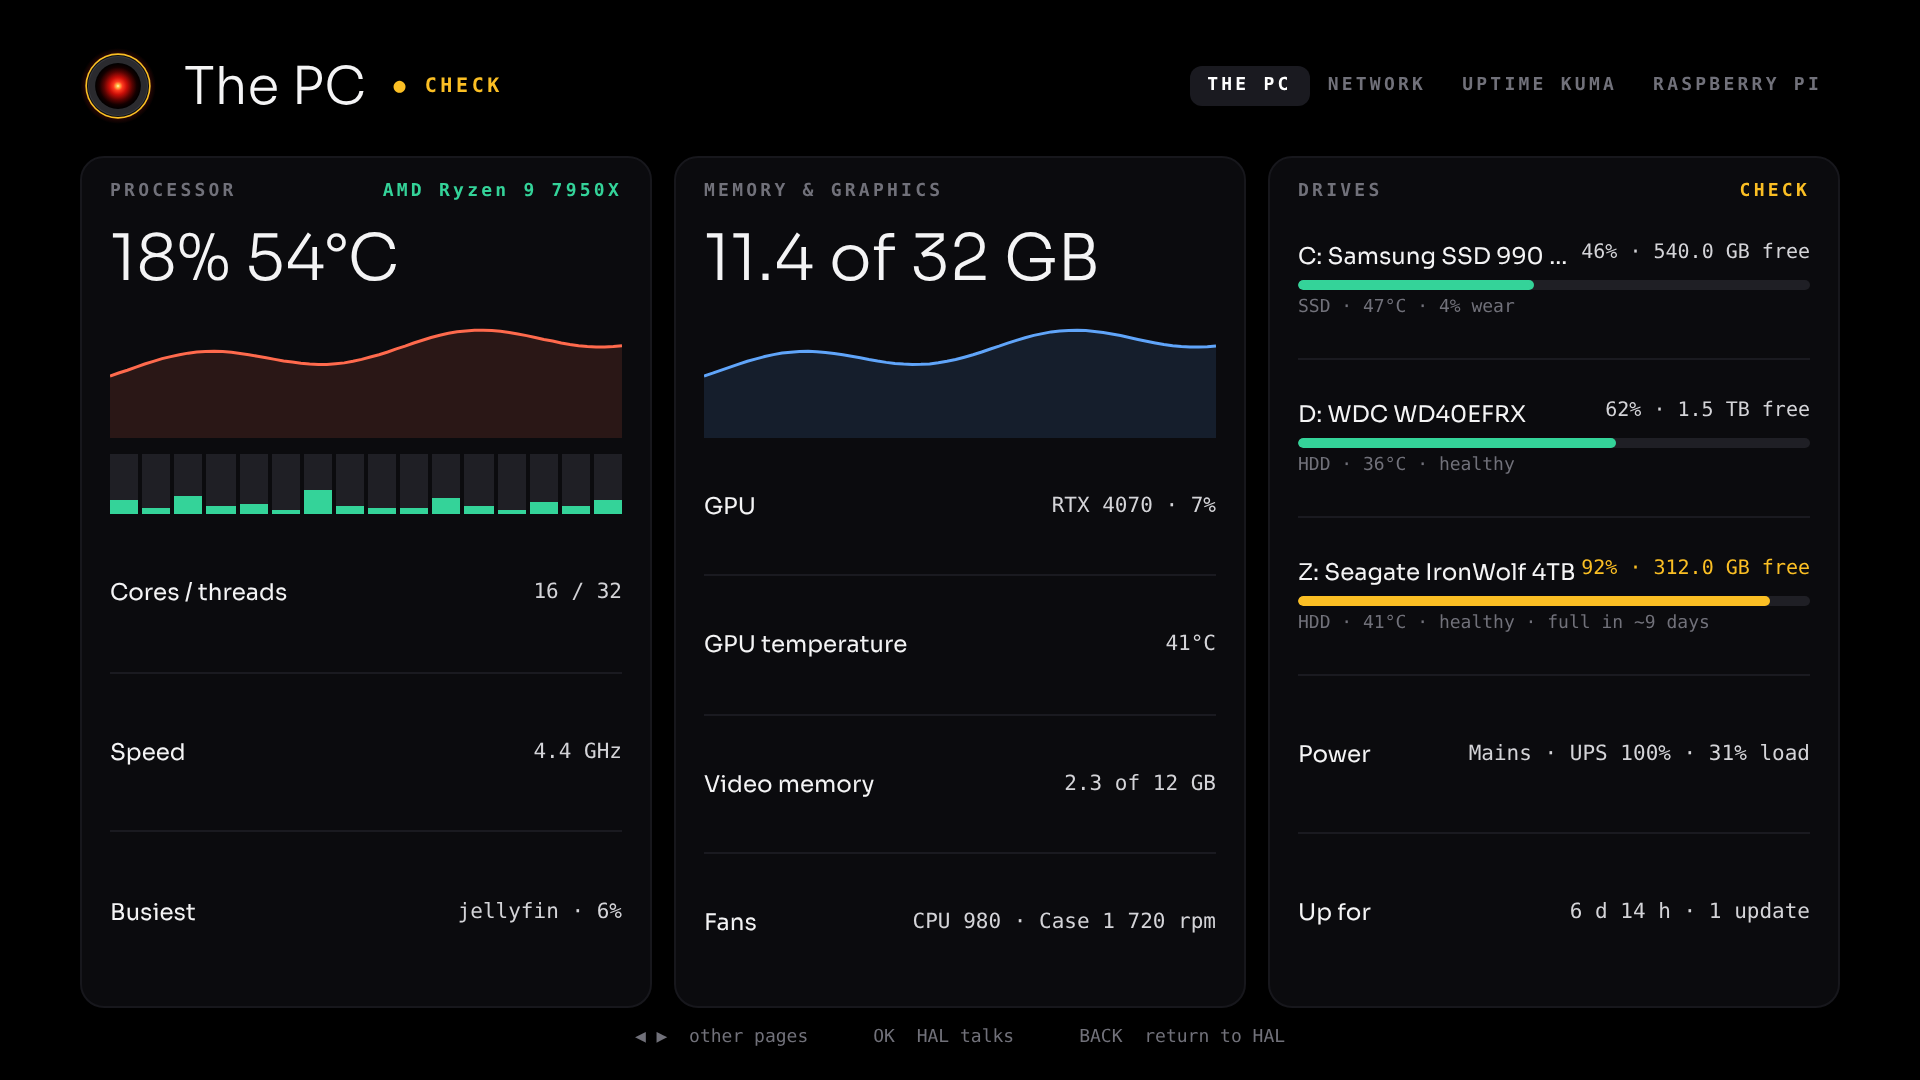 The PC ● CHECK
THE PC NETWORK UPTIME KUMA RASPBERRY PI
PROCESSOR AMD Ryzen 9 7950X
18% 54°C
Cores / threads 16 / 32
Speed 4.4 GHz
Busiest jellyfin · 6%
MEMORY & GRAPHICS
11.4 of 32 GB
GPU RTX 4070 · 7%
GPU temperature 41°C
Video memory 2.3 of 12 GB
Fans CPU 980 · Case 1 720 rpm
DRIVES CHECK
C: Samsung SSD 990 ... 46% · 540.0 GB free
SSD · 47°C · 4% wear
D: WDC WD40EFRX 62% · 1.5 TB free
HDD · 36°C · healthy
Z: Seagate IronWolf 4TB 92% · 312.0 GB free
HDD · 41°C · healthy · full in ~9 days
Power Mains · UPS 100% · 31% load
Up for 6 d 14 h · 1 update
◀ ▶ other pages OK HAL talks BACK return to HAL